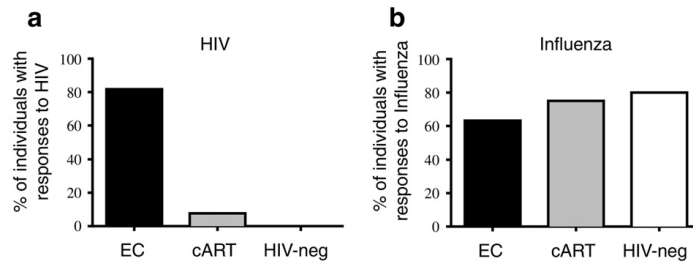 a
HIV
% of individuals with
responses to HIV
100
80
60
40
20
0
EC cART HIV-neg
b
Influenza
% of individuals with
responses to Influenza
100
80
60
40
20
0
EC cART HIV-neg